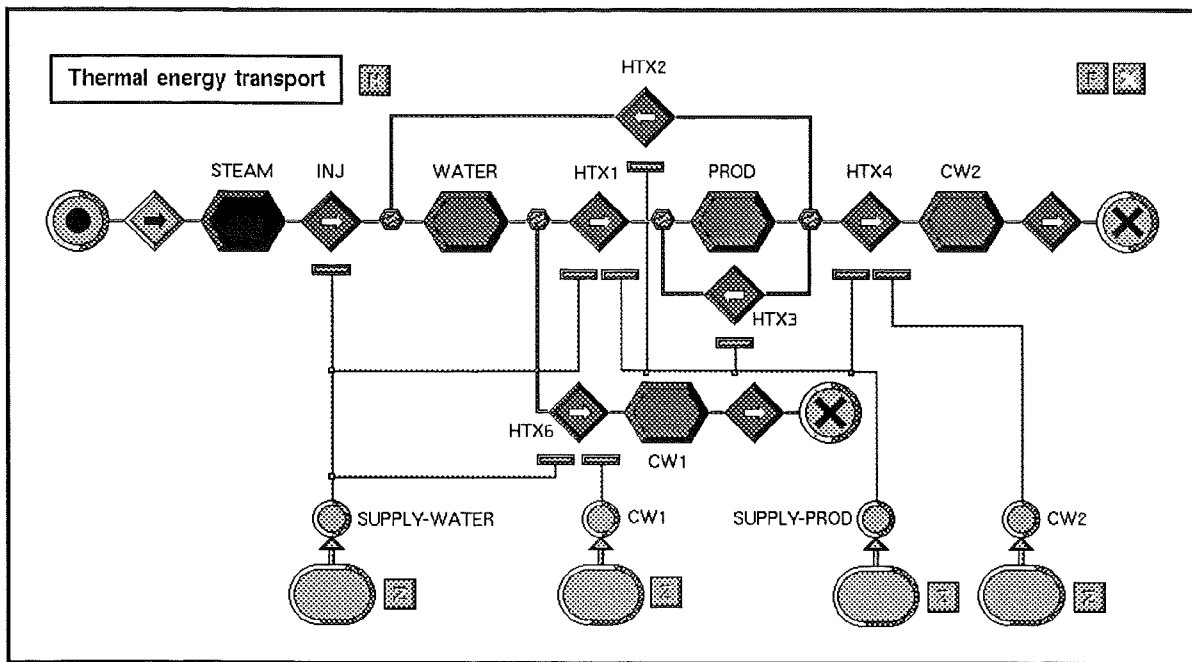 Thermal energy transport
HTX2
STEAM INJ WATER HTX1 PROD HTX4 CW2
HTX3
HTX6
CW1
SUPPLY-WATER CW1 SUPPLY-PROD CW2